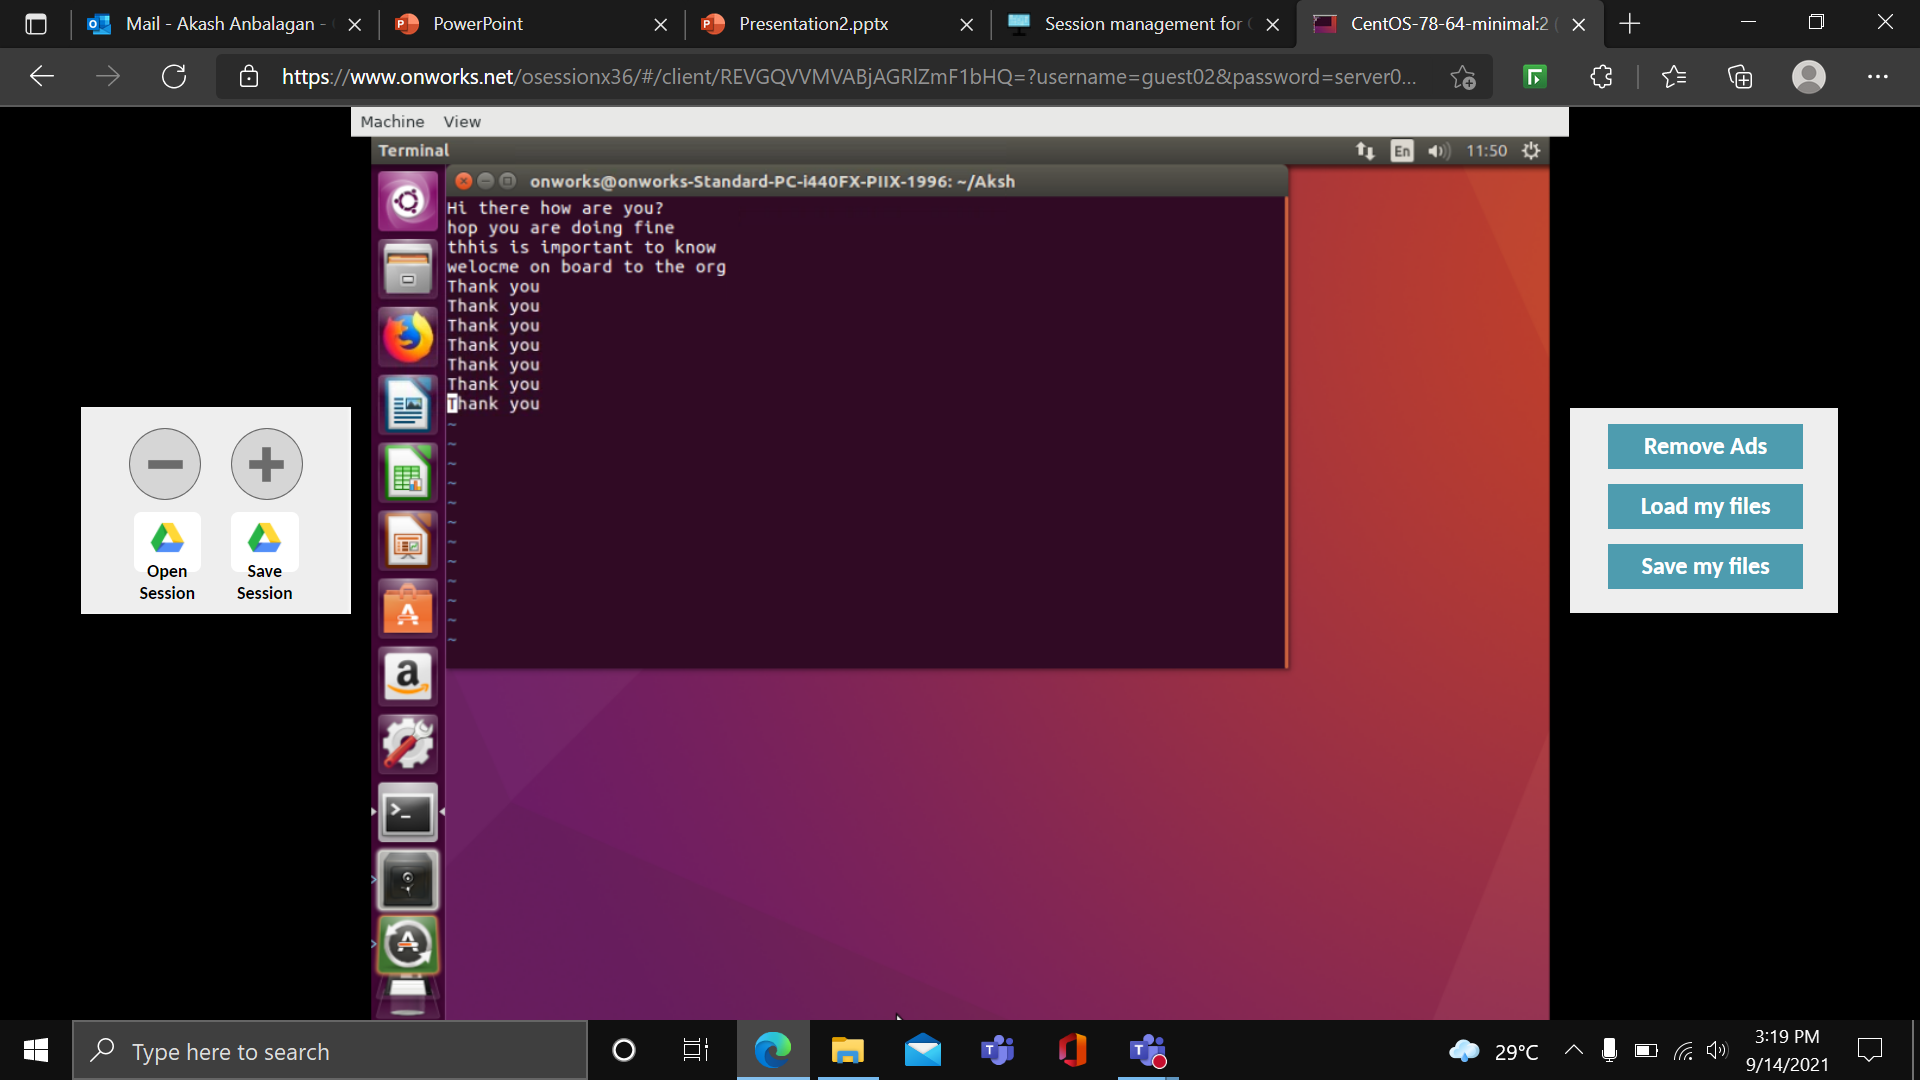 Mail - Akash Anbalagan -
PowerPoint
Presentation2.pptx
Session management for
CentOS-78-64-minimal:2 (
https://www.onworks.net/osessionx36/#/client/REVGQVVMVABjAGRlZmF1bHQ=?username=guest02&password=server0...
Machine View
Terminal
En
11:50
onworks@onworks-Standard-PC-i440FX-PIIX-1996: ~/Aksh
Hi there how are you?
hop you are doing fine
thhis is important to know
welocme on board to the org
Thank you
Thank you
Thank you
Thank you
Thank you
Thank you
Thank you
~
~
~
~
~
~
~
~
~
~
~
~
Open
Session
Save
Session
Remove Ads
Load my files
Save my files
Type here to search
29°C
3:19 PM
9/14/2021